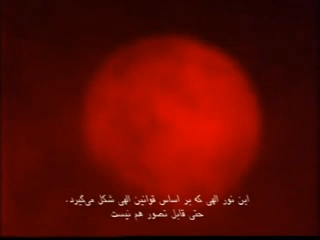 این نور الهی که بر اساس قوانین الهی شکل می‌گیرد.
حتی قابل تصور هم نیست